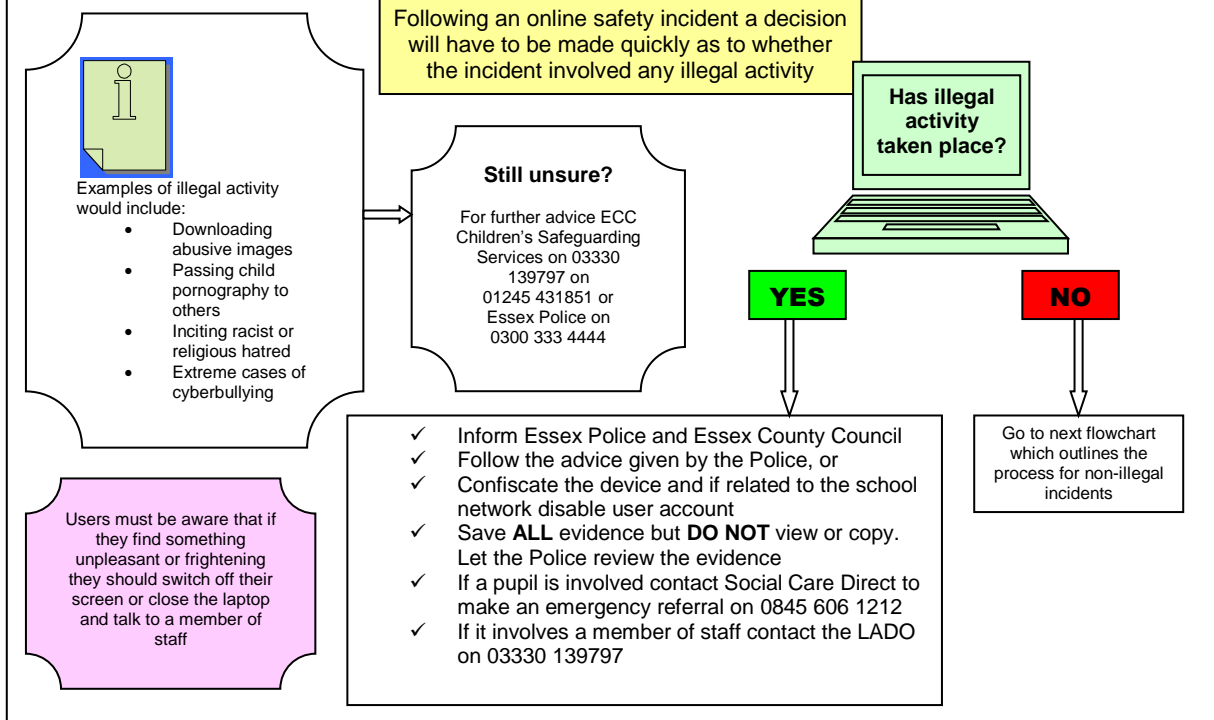 Following an online safety incident a decision
will have to be made quickly as to whether
the incident involved any illegal activity
Has illegal
activity
taken place?
Examples of illegal activity
would include:
• Downloading
abusive images
• Passing child
pornography to
others
• Inciting racist or
religious hatred
• Extreme cases of
cyberbullying
Still unsure?
For further advice ECC
Children's Safeguarding
Services on 03330
139797 on
01245 431851 or
Essex Police on
0300 333 4444
YES
NO
✓ Inform Essex Police and Essex County Council
✓ Follow the advice given by the Police, or
✓ Confiscate the device and if related to the school
network disable user account
✓ Save ALL evidence but DO NOT view or copy.
Let the Police review the evidence
✓ If a pupil is involved contact Social Care Direct to
make an emergency referral on 0845 606 1212
✓ If it involves a member of staff contact the LADO
on 03330 139797
Go to next flowchart
which outlines the
process for non-illegal
incidents
Users must be aware that if
they find something
unpleasant or frightening
they should switch off their
screen or close the laptop
and talk to a member of
staff